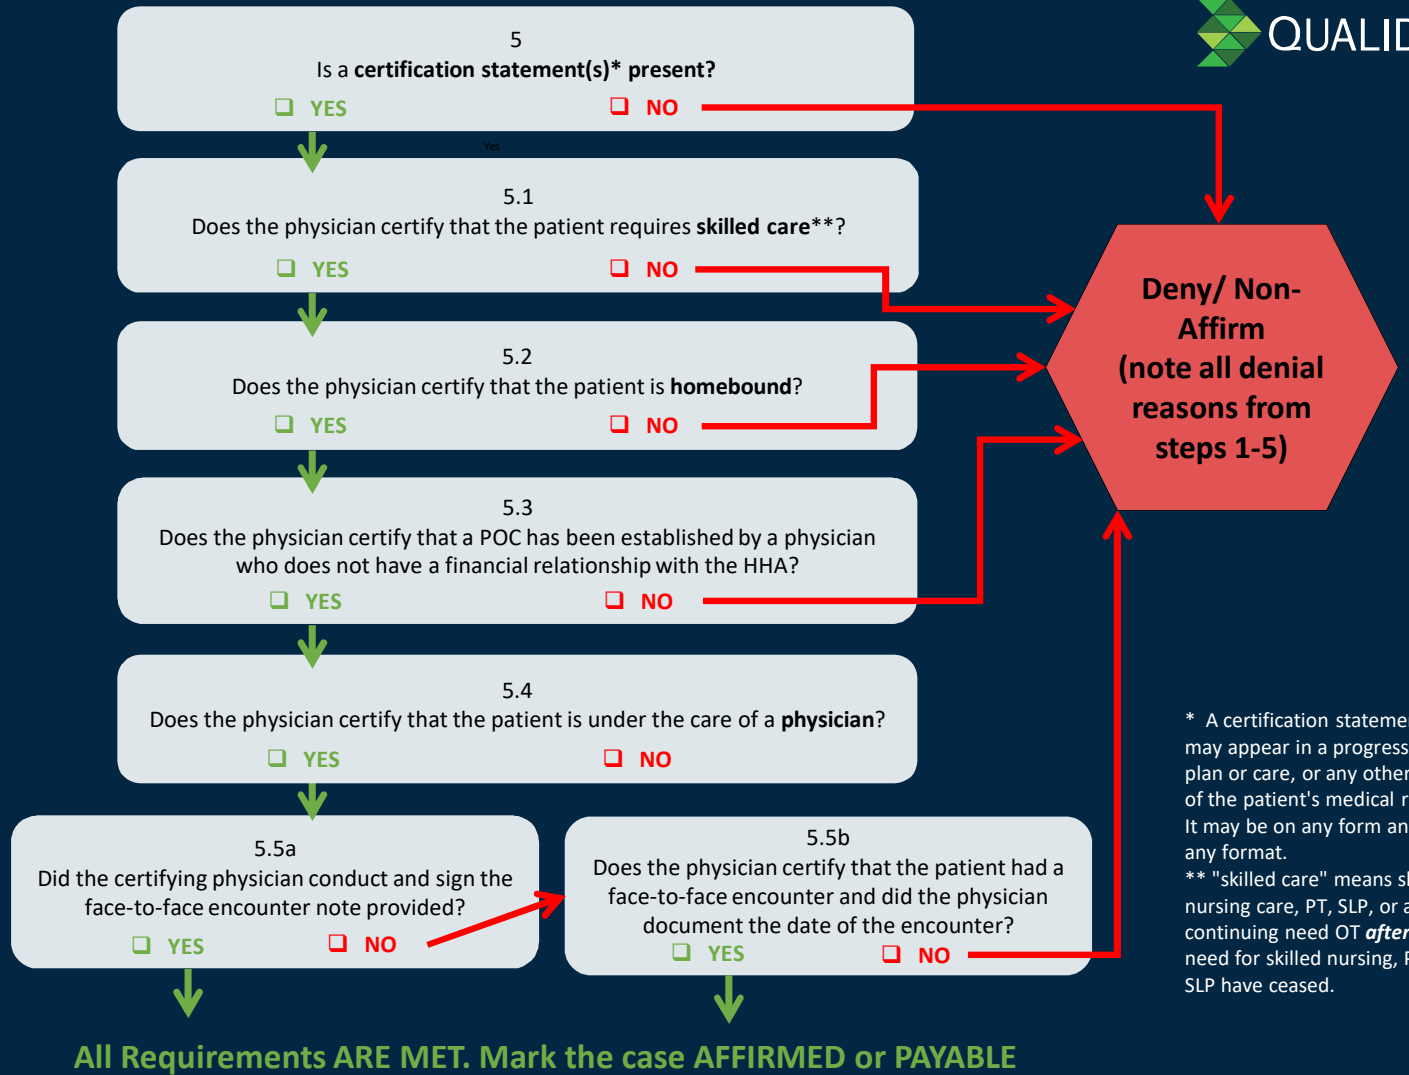 QUALID
5
Is a certification statement(s)* present?
❑ YES
❑ NO
Yes
5.1
Does the physician certify that the patient requires skilled care**?
❑ YES
❑ NO
5.2
Does the physician certify that the patient is homebound?
❑ YES
❑ NO
5.3
Does the physician certify that a POC has been established by a physician
who does not have a financial relationship with the HHA?
❑ YES
❑ NO
5.4
Does the physician certify that the patient is under the care of a physician?
❑ YES
❑ NO
5.5a
Did the certifying physician conduct and sign the
face-to-face encounter note provided?
❑ YES
❑ NO
5.5b
Does the physician certify that the patient had a
face-to-face encounter and did the physician
document the date of the encounter?
❑ YES
❑ NO
Deny/ Non-
Affirm
(note all denial
reasons from
steps 1-5)
* A certification stateme
may appear in a progress
plan or care, or any other
of the patient's medical r
It may be on any form an
any format.
** "skilled care" means s
nursing care, PT, SLP, or a
continuing need OT after
need for skilled nursing,
SLP have ceased.
All Requirements ARE MET. Mark the case AFFIRMED or PAYABLE